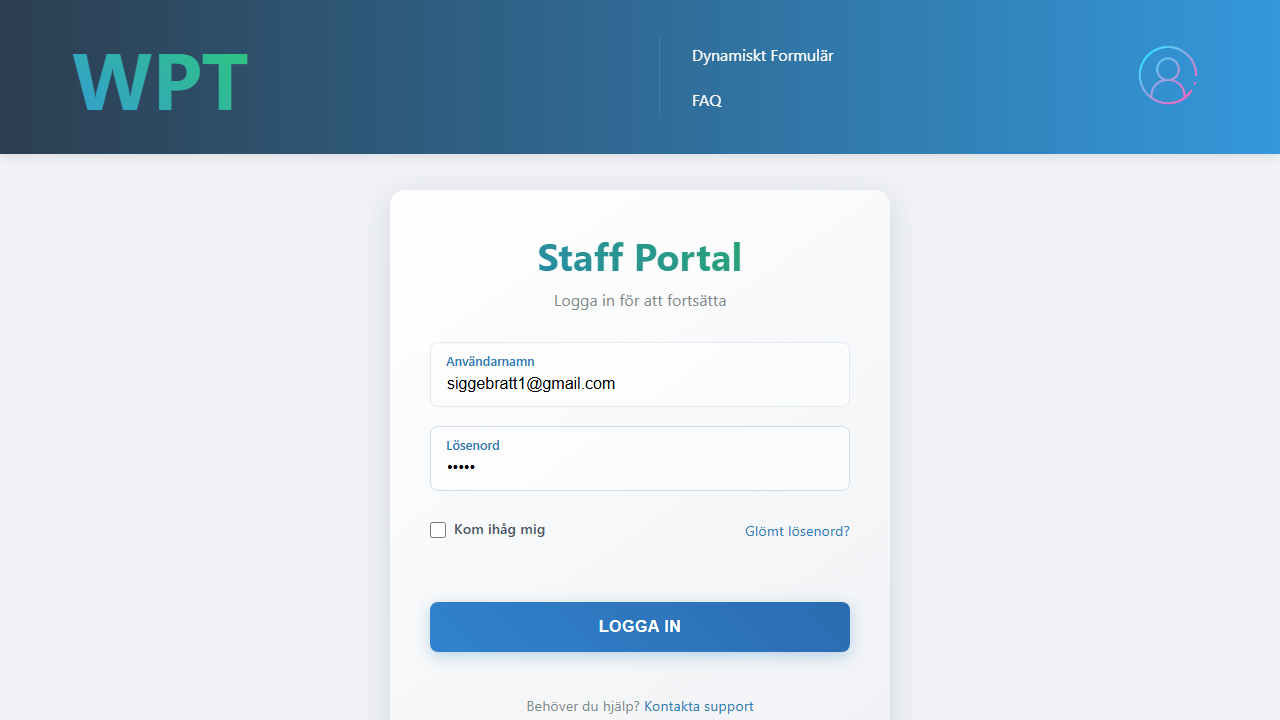 WPT
Dynamiskt Formulär
FAQ
Staff Portal
Logga in för att fortsätta
Användarnamn
siggebratt1@gmail.com
Lösenord
•••••
Kom ihåg mig
Glömt lösenord?
LOGGA IN
Behöver du hjälp? Kontakta support